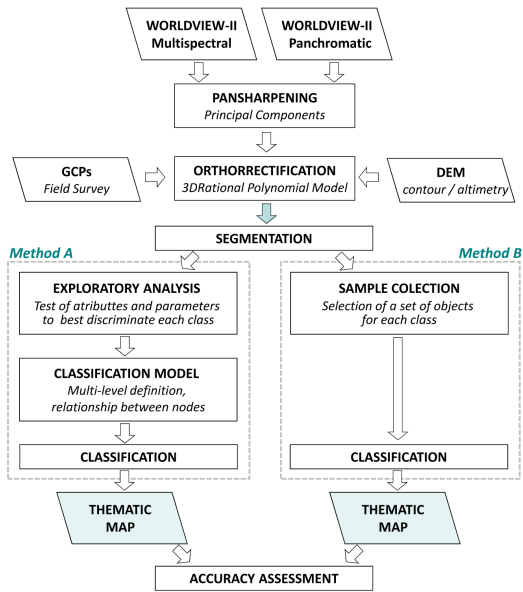 WORLDVIEW-II
Multispectral
WORLDVIEW-II
Panchromatic
PANSHARPENING
Principal Components
GCPs
Field Survey
ORTHORRECTIFICATION
3DRational Polynomial Model
DEM
contour / altimetry
SEGMENTATION
Method A
Method B
EXPLORATORY ANALYSIS
Test of atributtes and parameters
to best discriminate each class
SAMPLE COLECTION
Selection of a set of objects
for each class
CLASSIFICATION MODEL
Multi-level definition,
relationship between nodes
CLASSIFICATION
CLASSIFICATION
THEMATIC
MAP
THEMATIC
MAP
ACCURACY ASSESSMENT